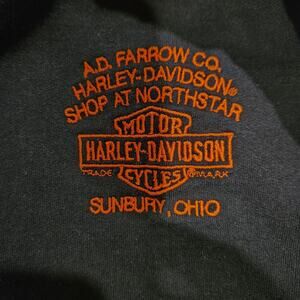 A.D. FARROW CO.
HARLEY-DAVIDSON®
SHOP AT NORTHSTAR
MOTOR
HARLEY-DAVIDSON
TRADE MARK
CYCLES
SUNBURY, OHIO